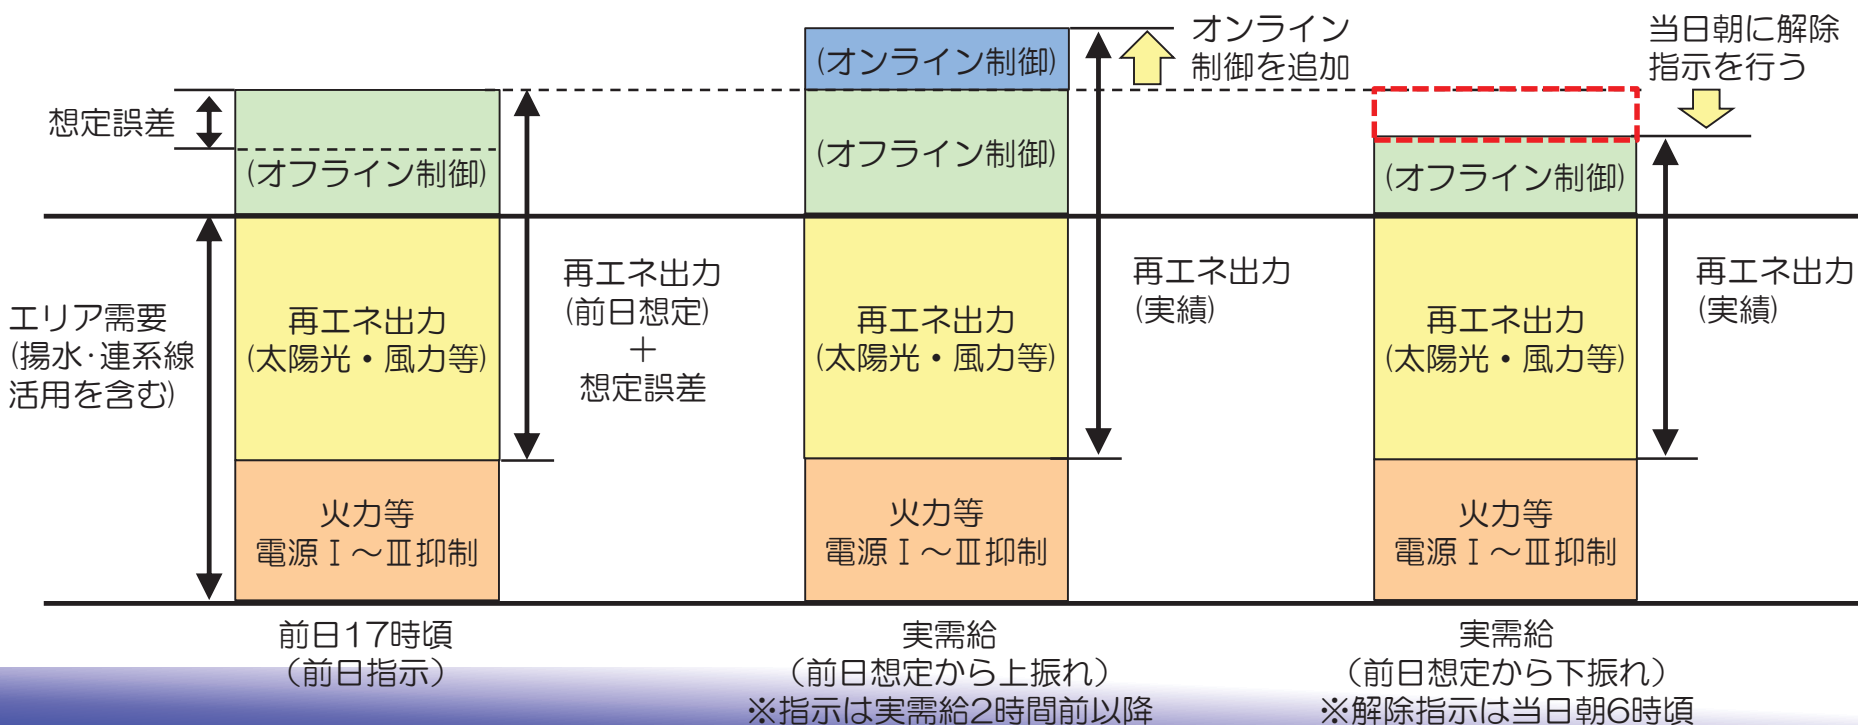 想定誤差
(オフライン制御)
エリア需要
(揚水・連系線
活用を含む)
再エネ出力
(太陽光・風力等)
火力等
電源Ⅰ～Ⅲ抑制
再エネ出力
(前日想定)
＋
想定誤差
前日17時頃
（前日指示）
(オンライン制御)
(オフライン制御)
再エネ出力
(太陽光・風力等)
火力等
電源Ⅰ～Ⅲ抑制
オンライン
制御を追加
再エネ出力
(実績)
実需給
（前日想定から上振れ）
※指示は実需給2時間前以降
当日朝に解除
指示を行う
(オフライン制御)
再エネ出力
(太陽光・風力等)
火力等
電源Ⅰ～Ⅲ抑制
再エネ出力
(実績)
実需給
（前日想定から下振れ）
※解除指示は当日朝6時頃